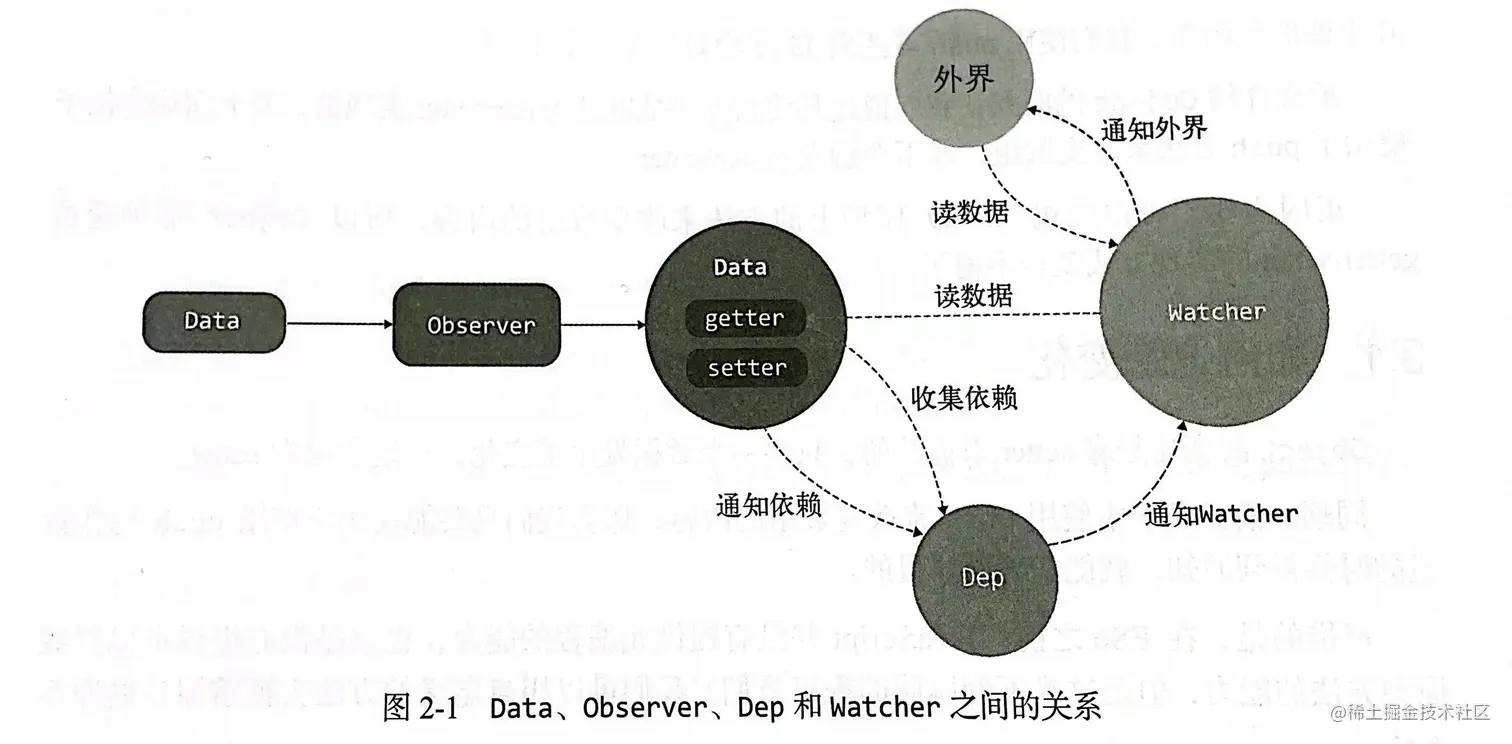 外界
通知外界
读数据
Data
getter
setter
读数据
Watcher
Data
Observer
收集依赖
通知依赖
通知Watcher
Dep
图 2-1 Data、Observer、Dep 和 Watcher 之间的关系
@稀土掘金技术社区